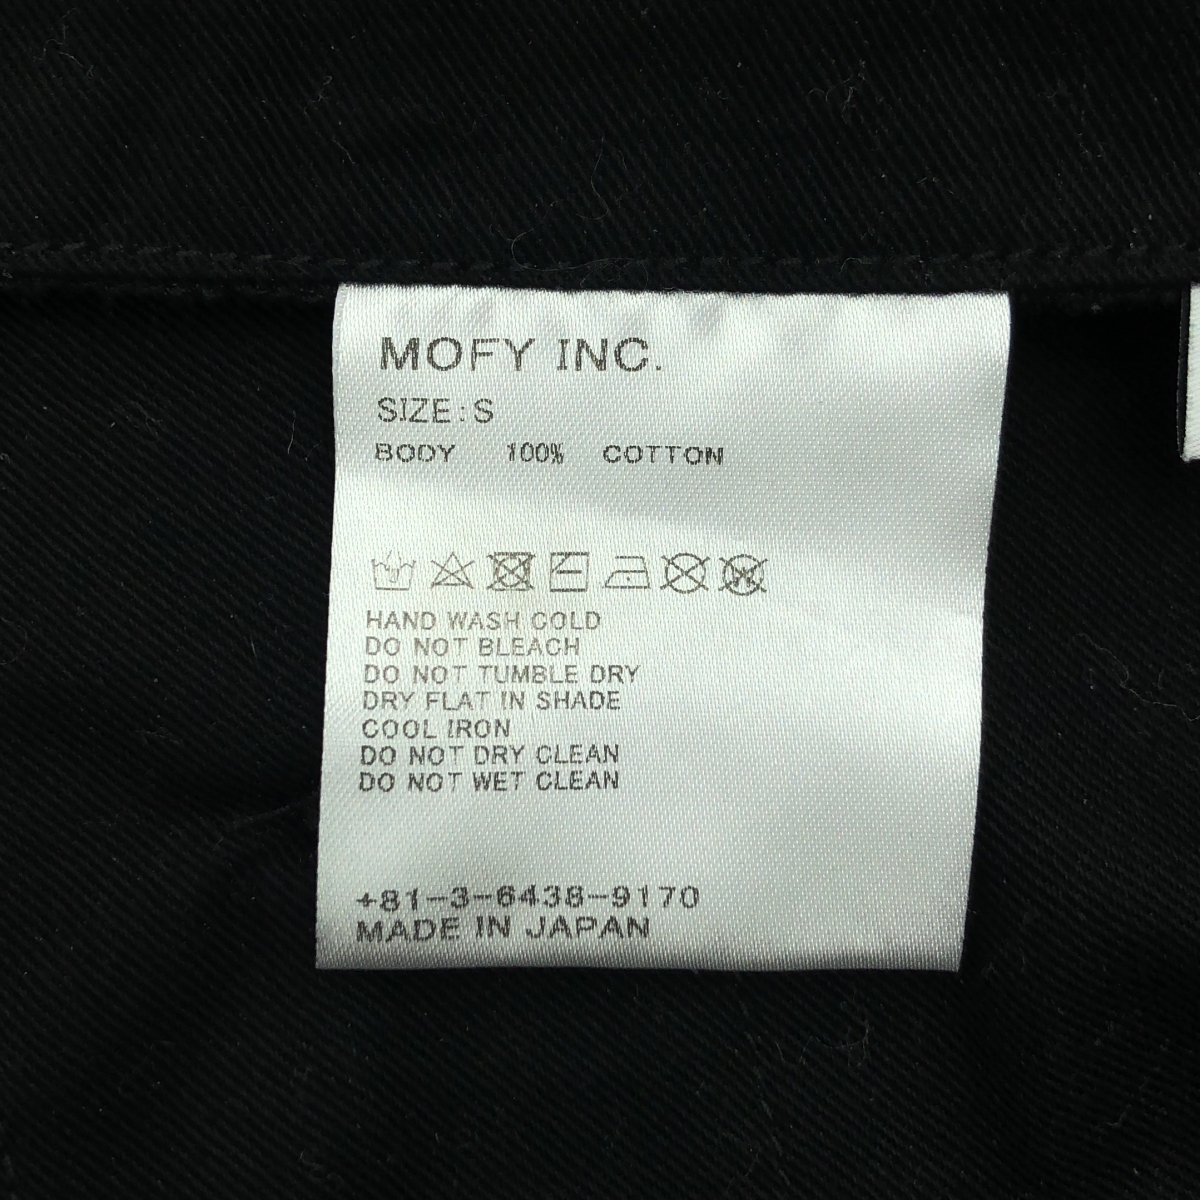 MOFY INC.
SIZE:S
BODY 100% COTTON
HAND WASH COLD
DO NOT BLEACH
DO NOT TUMBLE DRY
DRY FLAT IN SHADE
COOL IRON
DO NOT DRY CLEAN
DO NOT WET CLEAN
+81-3-6438-9170
MADE IN JAPAN